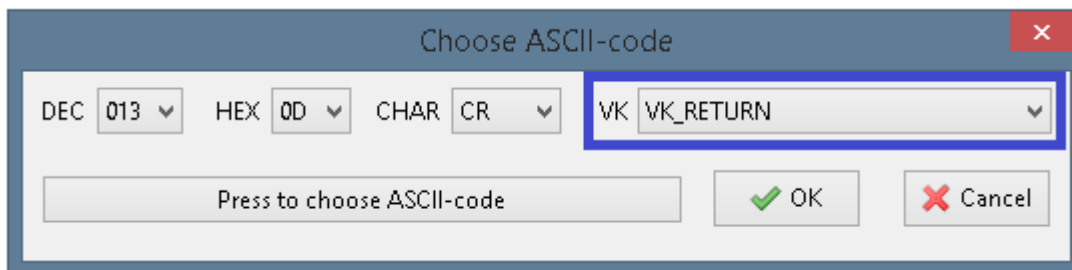 Choose ASCII-code
DEC 013 HEX 0D CHAR CR VK VK_RETURN
Press to choose ASCII-code OK Cancel